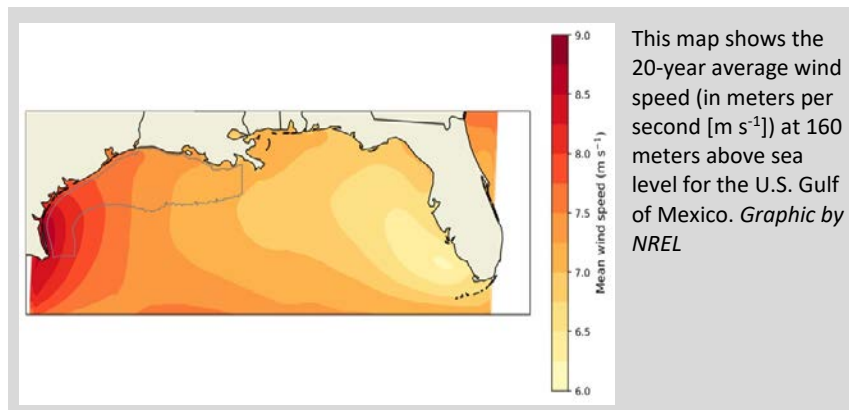 9.0
8.5
8.0
7.5
7.0
6.5
6.0
Mean wind speed (m s⁻¹)
This map shows the
20-year average wind
speed (in meters per
second [m s⁻¹]) at 160
meters above sea
level for the U.S. Gulf
of Mexico. Graphic by
NREL